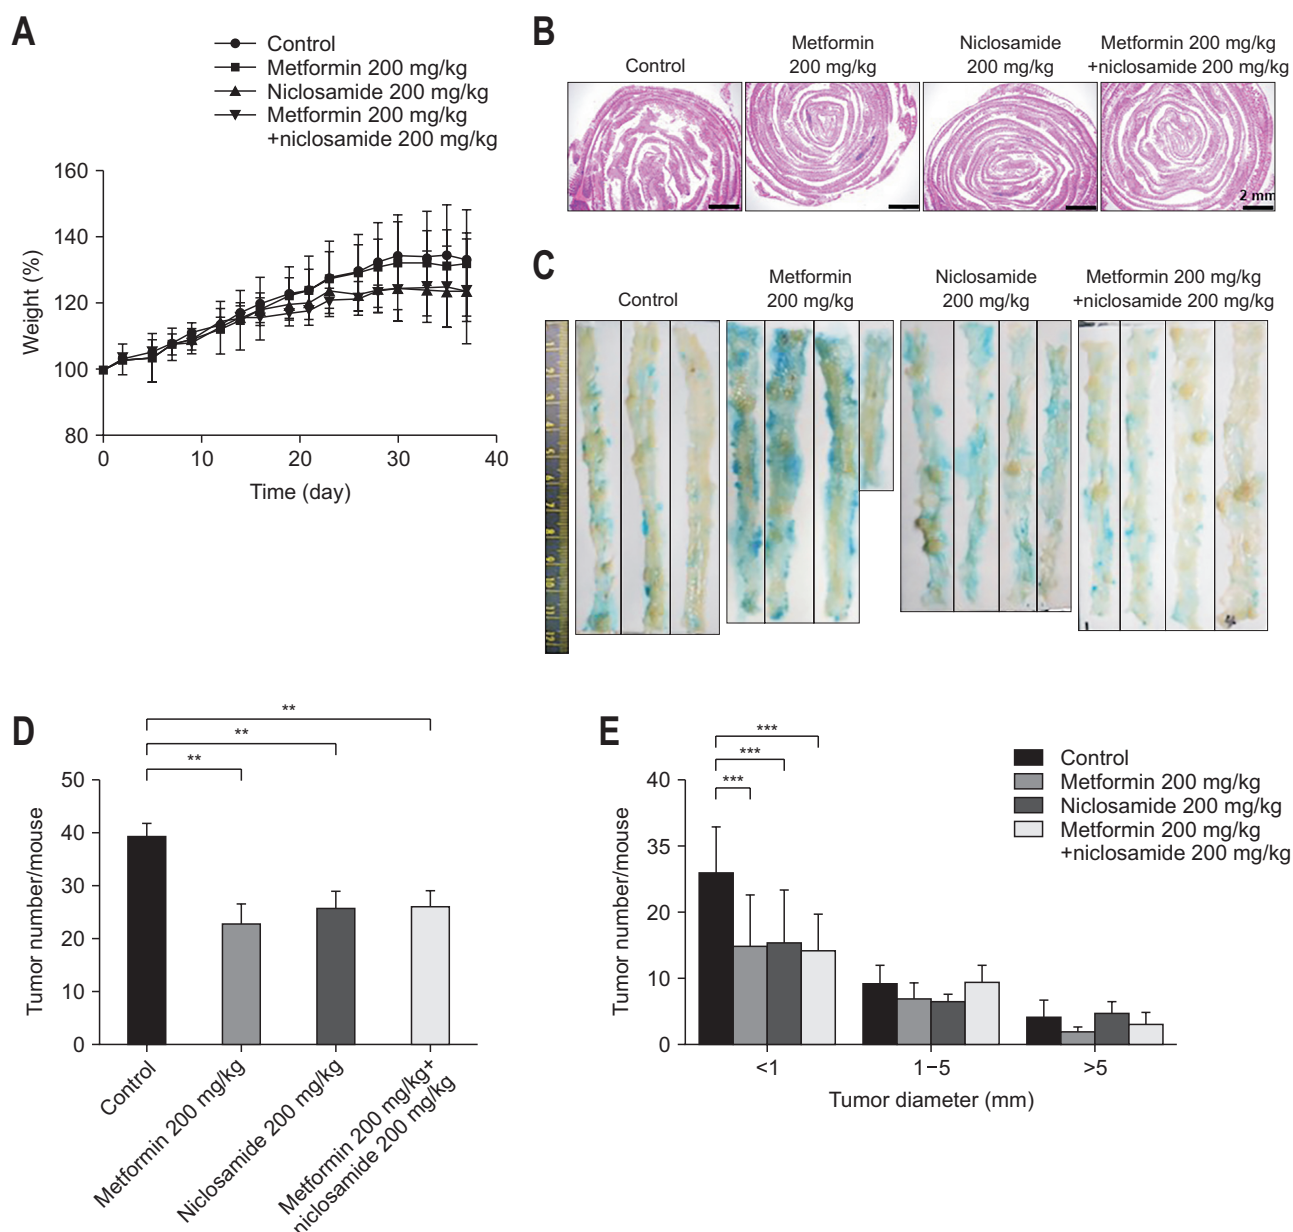 A
Control
Metformin 200 mg/kg
Niclosamide 200 mg/kg
Metformin 200 mg/kg
+niclosamide 200 mg/kg
160
140
120
100
80
Weight (%)
0
10
20
30
40
Time (day)
B
Control
Metformin
200 mg/kg
Niclosamide
200 mg/kg
Metformin 200 mg/kg
+niclosamide 200 mg/kg
2 mm
C
Control
Metformin
200 mg/kg
Niclosamide
200 mg/kg
Metformin 200 mg/kg
+niclosamide 200 mg/kg
D
**
**
**
50
40
30
20
10
0
Tumor number/mouse
Control
Metformin 200 mg/kg
Niclosamide 200 mg/kg
Metformin 200 mg/kg+
niclosamide 200 mg/kg
E
***
***
***
Control
Metformin 200 mg/kg
Niclosamide 200 mg/kg
Metformin 200 mg/kg
+niclosamide 200 mg/kg
40
35
20
10
0
Tumor number/mouse
<1
1−5
>5
Tumor diameter (mm)